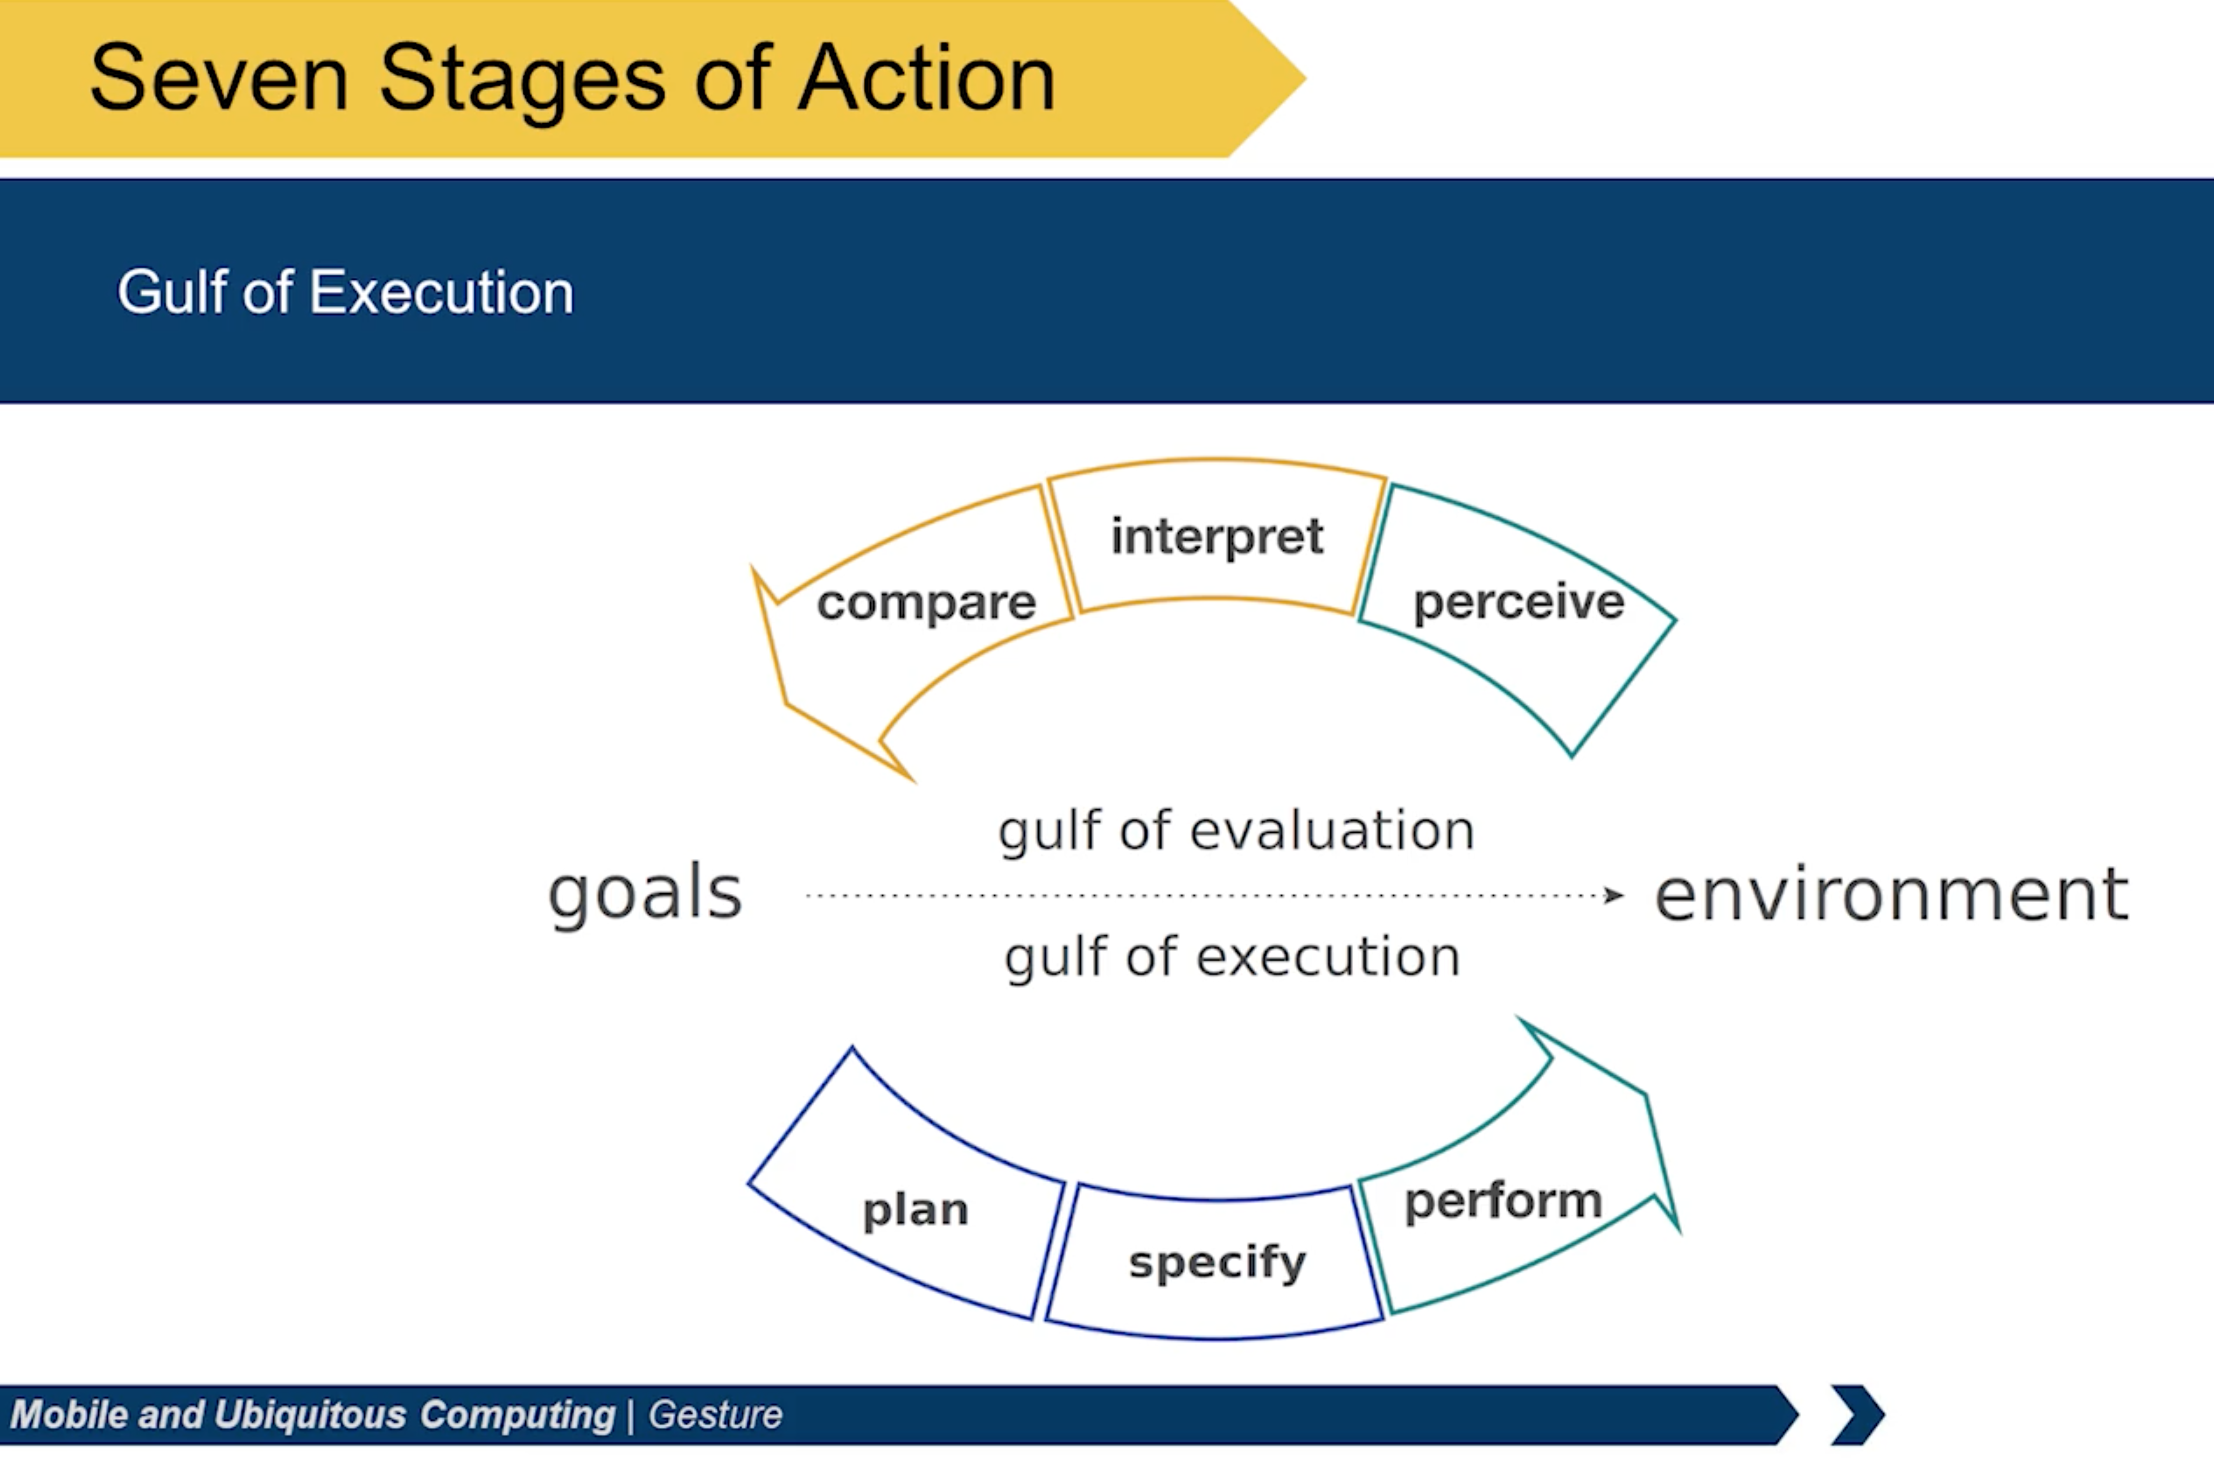 Seven Stages of Action
Gulf of Execution
interpret
compare
perceive
gulf of evaluation
goals
environment
gulf of execution
plan
specify
perform
Mobile and Ubiquitous Computing | Gesture